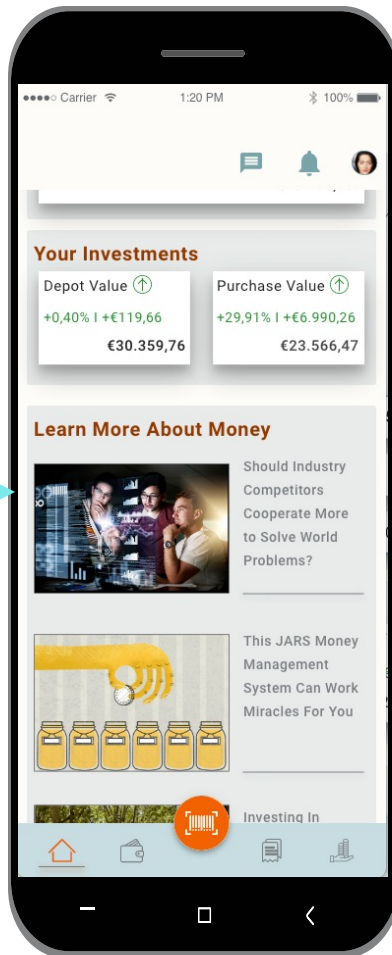 Carrier 1:20 PM 100%
Your Investments
Depot Value
+0,40% I +€119,66
€30.359,76
Purchase Value
+29,91% I +€6.990,26
€23.566,47
Learn More About Money
Should Industry
Competitors
Cooperate More
to Solve World
Problems?
This JARS Money
Management
System Can Work
Miracles For You
Investing In